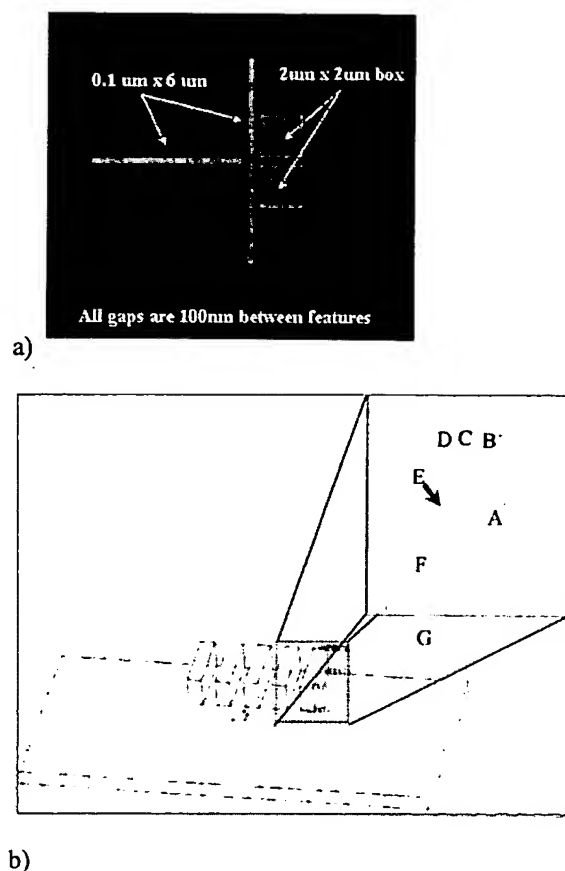 0.1 um x 6 um
2um x 2um box
All gaps are 100nm between features
a)
D C B
E
A
F
G
b)